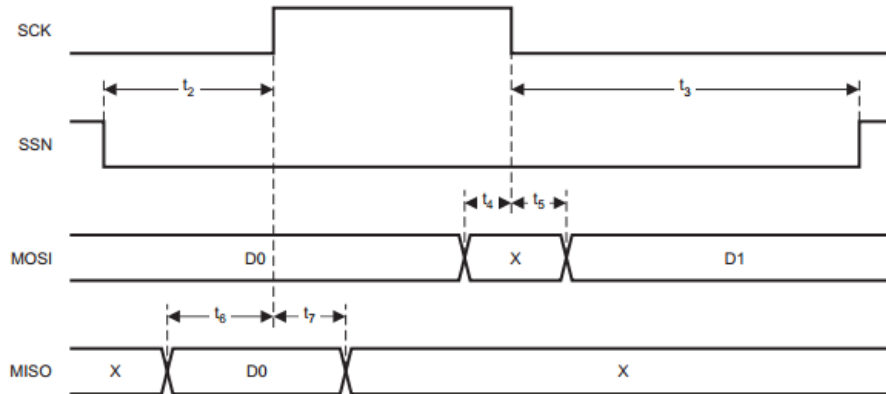 SCK
t2 t3
SSN
t4 t5
MOSI D0 X D1
t6 t7
MISO X D0 X